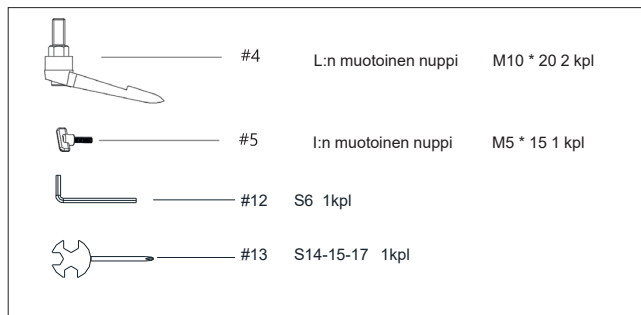 #4 L:n muotoinen nuppi M10 * 20 2 kpl
#5 I:n muotoinen nuppi M5 * 15 1 kpl
#12 S6 1kpl
#13 S14-15-17 1kpl